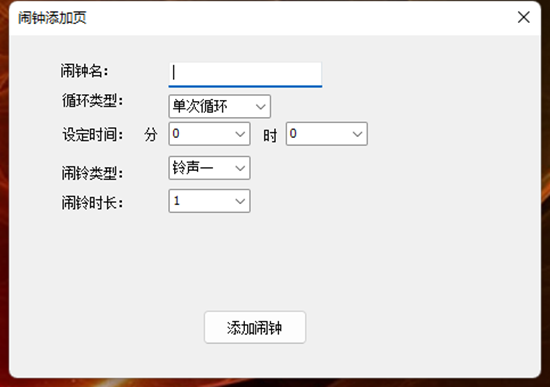 闹钟添加页
闹钟名：
循环类型： 单次循环
设定时间： 分 0 时 0
闹铃类型： 铃声一
闹铃时长： 1
添加闹钟